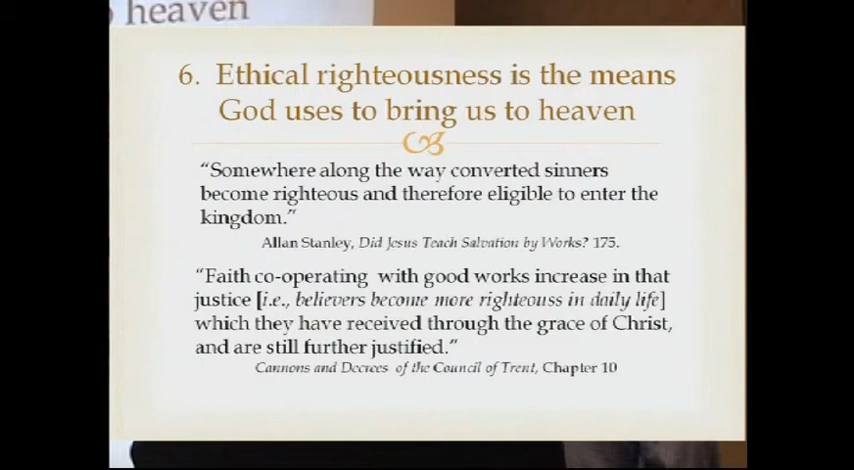 heaven
6. Ethical righteousness is the means
God uses to bring us to heaven
“Somewhere along the way converted sinners
become righteous and therefore eligible to enter the
kingdom.”
Allan Stanley, Did Jesus Teach Salvation by Works? 175.
“Faith co-operating with good works increase in that
justice [i.e., believers become more righteouss in daily life]
which they have received through the grace of Christ,
and are still further justified.”
Cannons and Decrees of the Council of Trent, Chapter 10